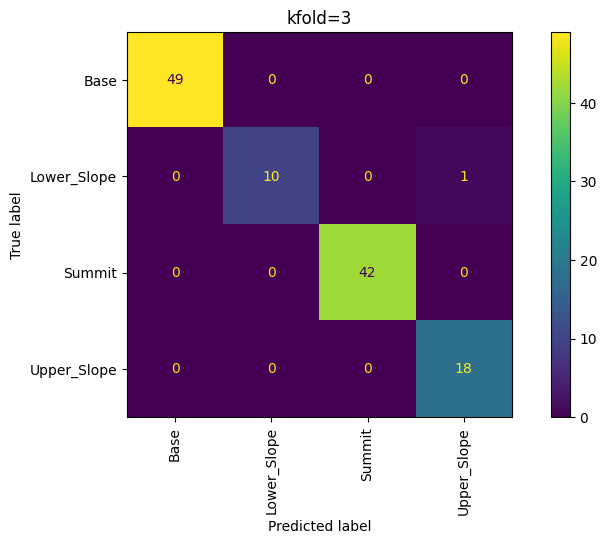 kfold=3
True label
Base
49 0 0 0
Lower_Slope
0 10 0 1
Summit
0 0 42 0
Upper_Slope
0 0 0 18
Base
Lower_Slope
Summit
Upper_Slope
Predicted label
40
30
20
10
0